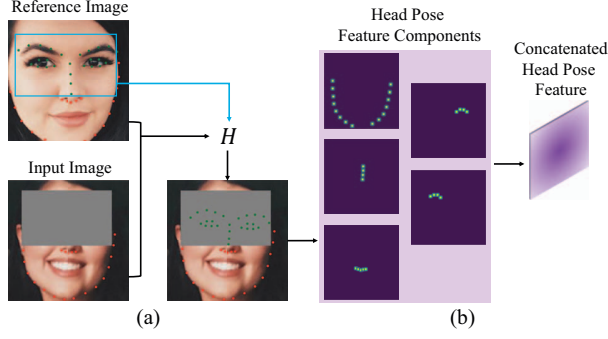 Reference Image
Input Image
H
(a)
Head Pose
Feature Components
(b)
Concatenated
Head Pose
Feature